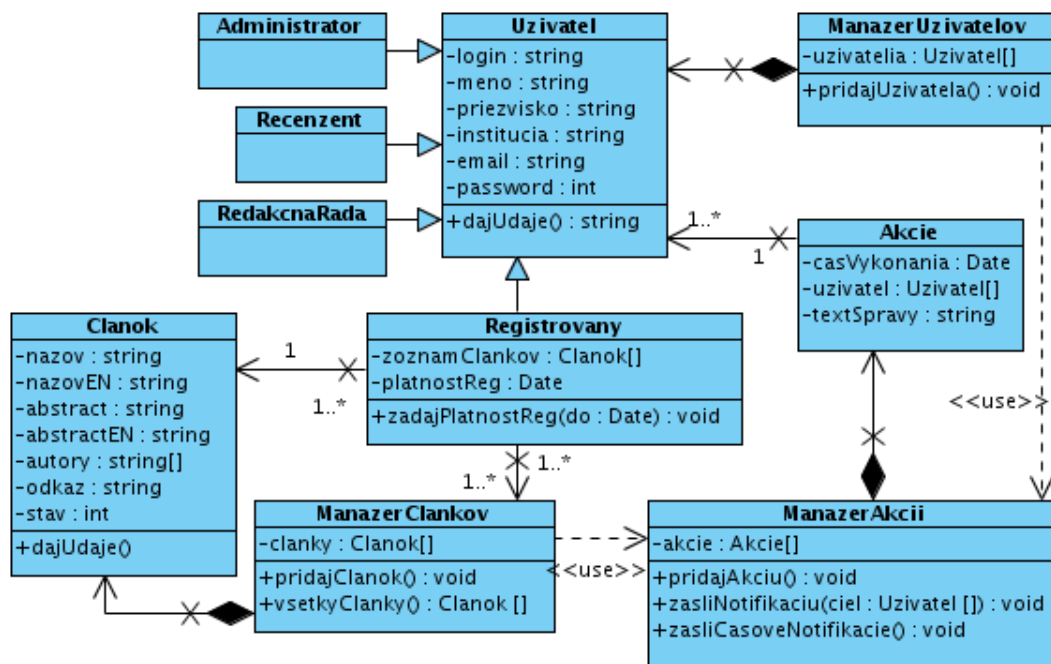 Administrator
Recenzent
RedakcnaRada
Uzivatel
-login : string
-meno : string
-priezvisko : string
-institucia : string
-email : string
-password : int
+dajUdaje() : string
ManazerUzivatelov
-uzivatelia : Uzivatel[]
+pridajUzivatela() : void
1..*
1
Akcie
-casVykonania : Date
-uzivatel : Uzivatel[]
-textSpravy : string
<<use>>
Clanok
-nazov : string
-nazovEN : string
-abstract : string
-abstractEN : string
-autory : string[]
-odkaz : string
-stav : int
+dajUdaje()
1
1..*
Registrovany
-zoznamClankov : Clanok[]
-platnostReg : Date
+zadajPlatnostReg(do : Date) : void
1..*
1..*
ManazerClankov
-clanky : Clanok[]
+pridajClanok() : void
+vsetkyClanky() : Clanok []
<<use>>
ManazerAkcii
-akcie : Akcie[]
+pridajAkciu() : void
+zasliNotifikaciu(ciel : Uzivatel []) : void
+zasliCasoveNotifikacie() : void